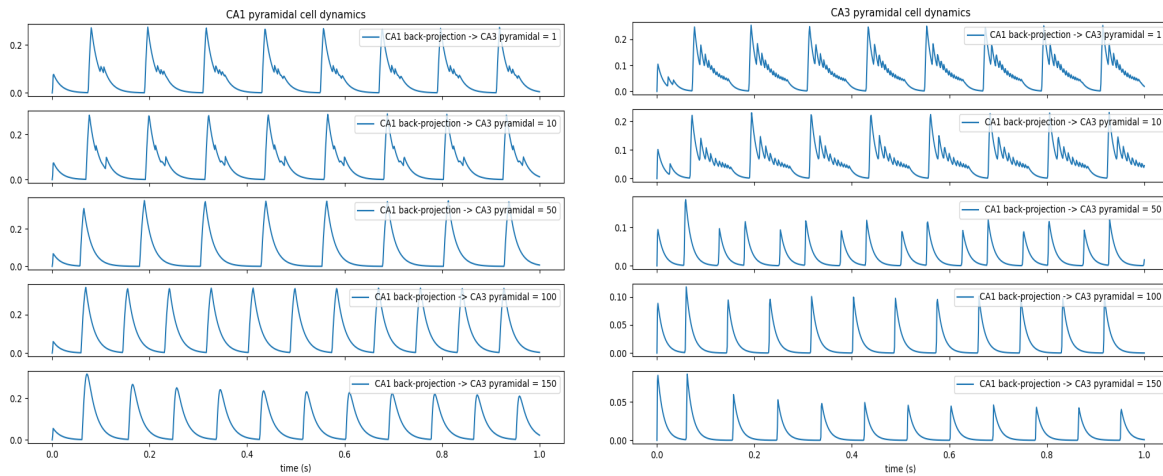 CA1 pyramidal cell dynamics
0.2
0.0
CA1 back-projection -> CA3 pyramidal = 1
0.2
0.0
CA1 back-projection -> CA3 pyramidal = 10
0.2
0.0
CA1 back-projection -> CA3 pyramidal = 50
0.2
0.0
CA1 back-projection -> CA3 pyramidal = 100
0.2
0.0
CA1 back-projection -> CA3 pyramidal = 150
0.0 0.2 0.4 0.6 0.8 1.0
time (s)
CA3 pyramidal cell dynamics
0.2
0.1
0.0
CA1 back-projection -> CA3 pyramidal = 1
0.2
0.1
0.0
CA1 back-projection -> CA3 pyramidal = 10
0.1
0.0
CA1 back-projection -> CA3 pyramidal = 50
0.10
0.05
0.00
CA1 back-projection -> CA3 pyramidal = 100
0.05
0.00
CA1 back-projection -> CA3 pyramidal = 150
0.0 0.2 0.4 0.6 0.8 1.0
time (s)